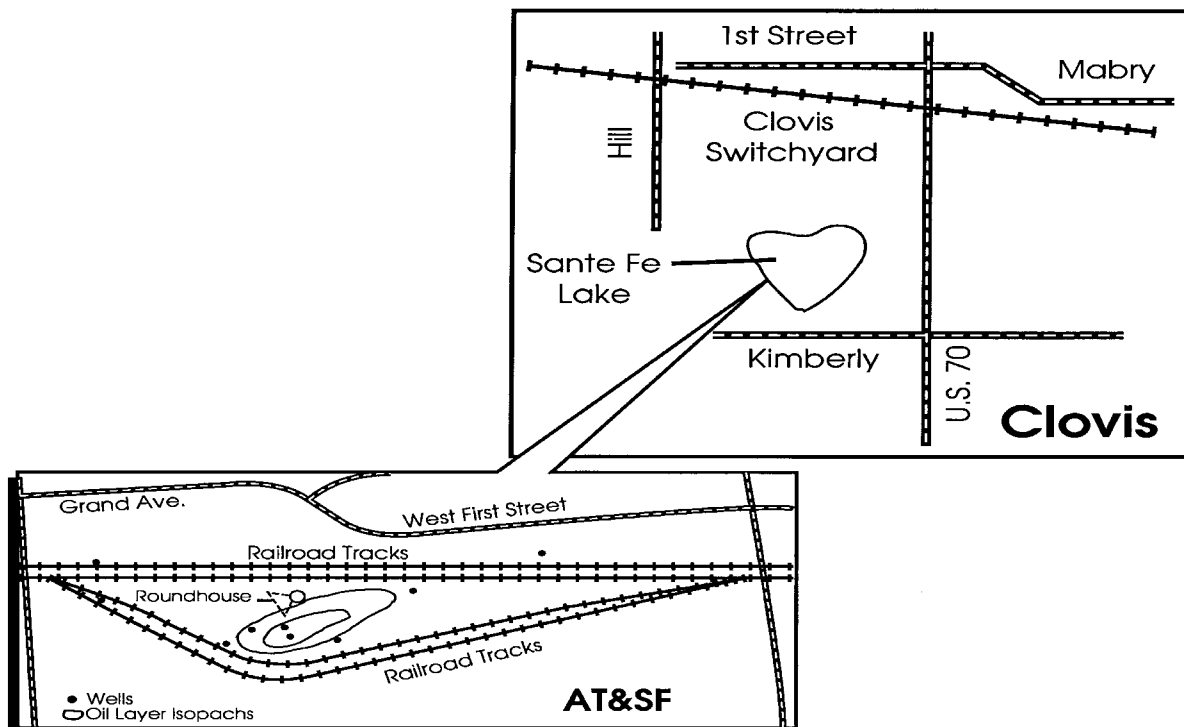 1st Street
Mabry
Hill
Clovis
Switchyard
Sante Fe
Lake
Kimberly
U.S. 70
Clovis
Grand Ave.
West First Street
Railroad Tracks
Roundhouse
Railroad Tracks
Wells
Oil Layer Isopachs
AT&SF